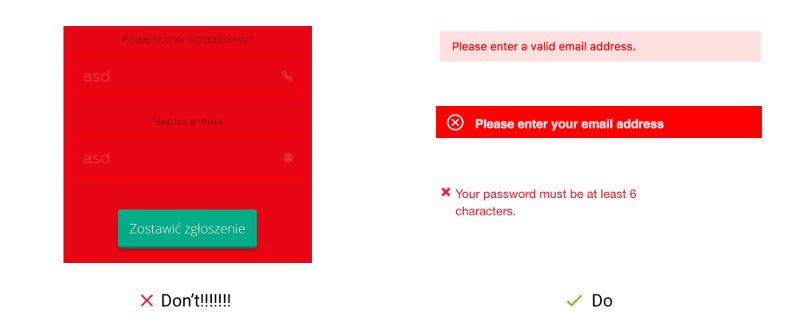 Podaj numer kontaktowy*
asd
Napisz e-mail
asd
@
Zostawić zgłoszenie
Don't!!!!!!!
Please enter a valid email address.
Please enter your email address
Your password must be at least 6
characters.
Do